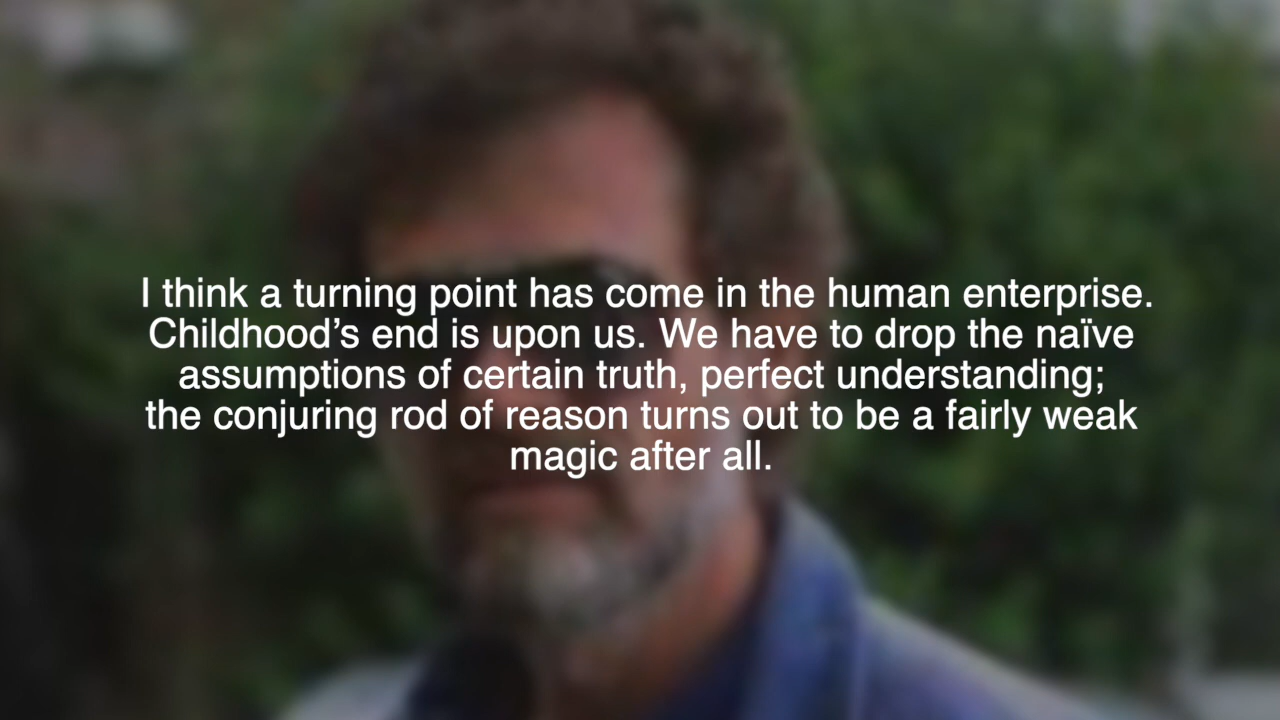 I think a turning point has come in the human enterprise.
Childhood’s end is upon us. We have to drop the naïve
assumptions of certain truth, perfect understanding;
the conjuring rod of reason turns out to be a fairly weak
magic after all.